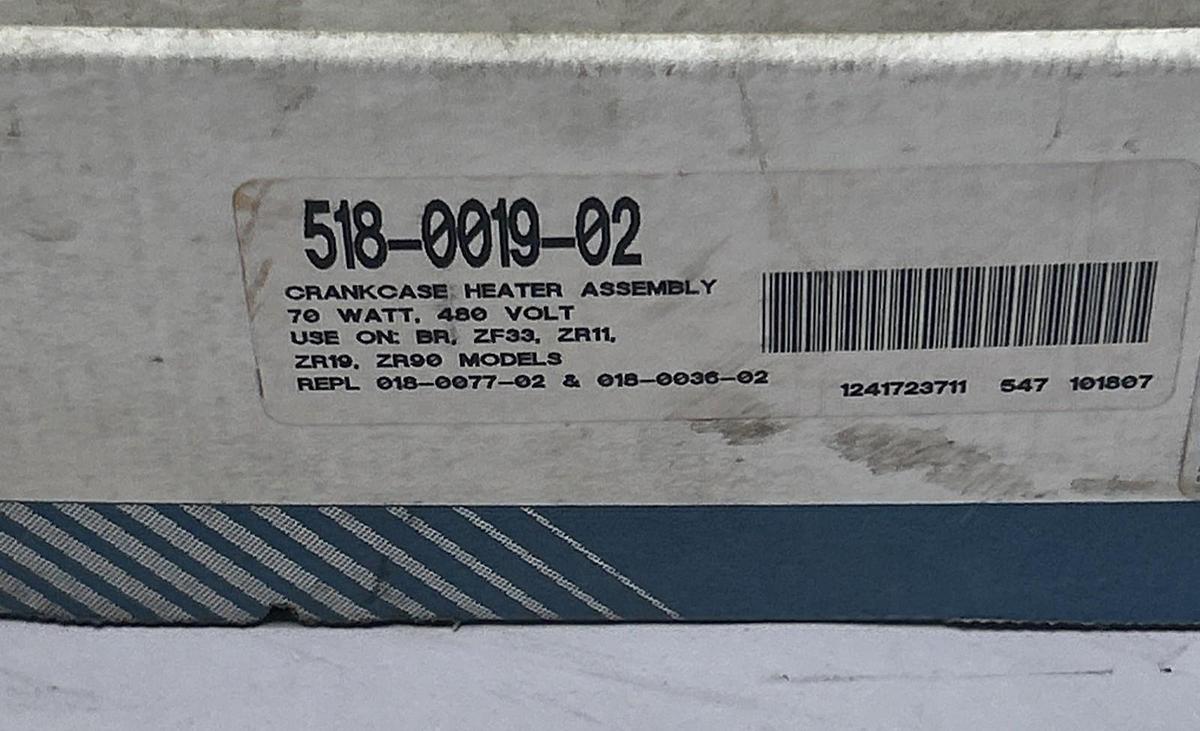 518-0019-02
CRANKCASE HEATER ASSEMBLY
70 WATT, 480 VOLT
USE ON: BR, ZF33, ZR11,
ZR19, ZR90 MODELS
REPL 018-0077-02 & 018-0036-02
1241723711 547 101807